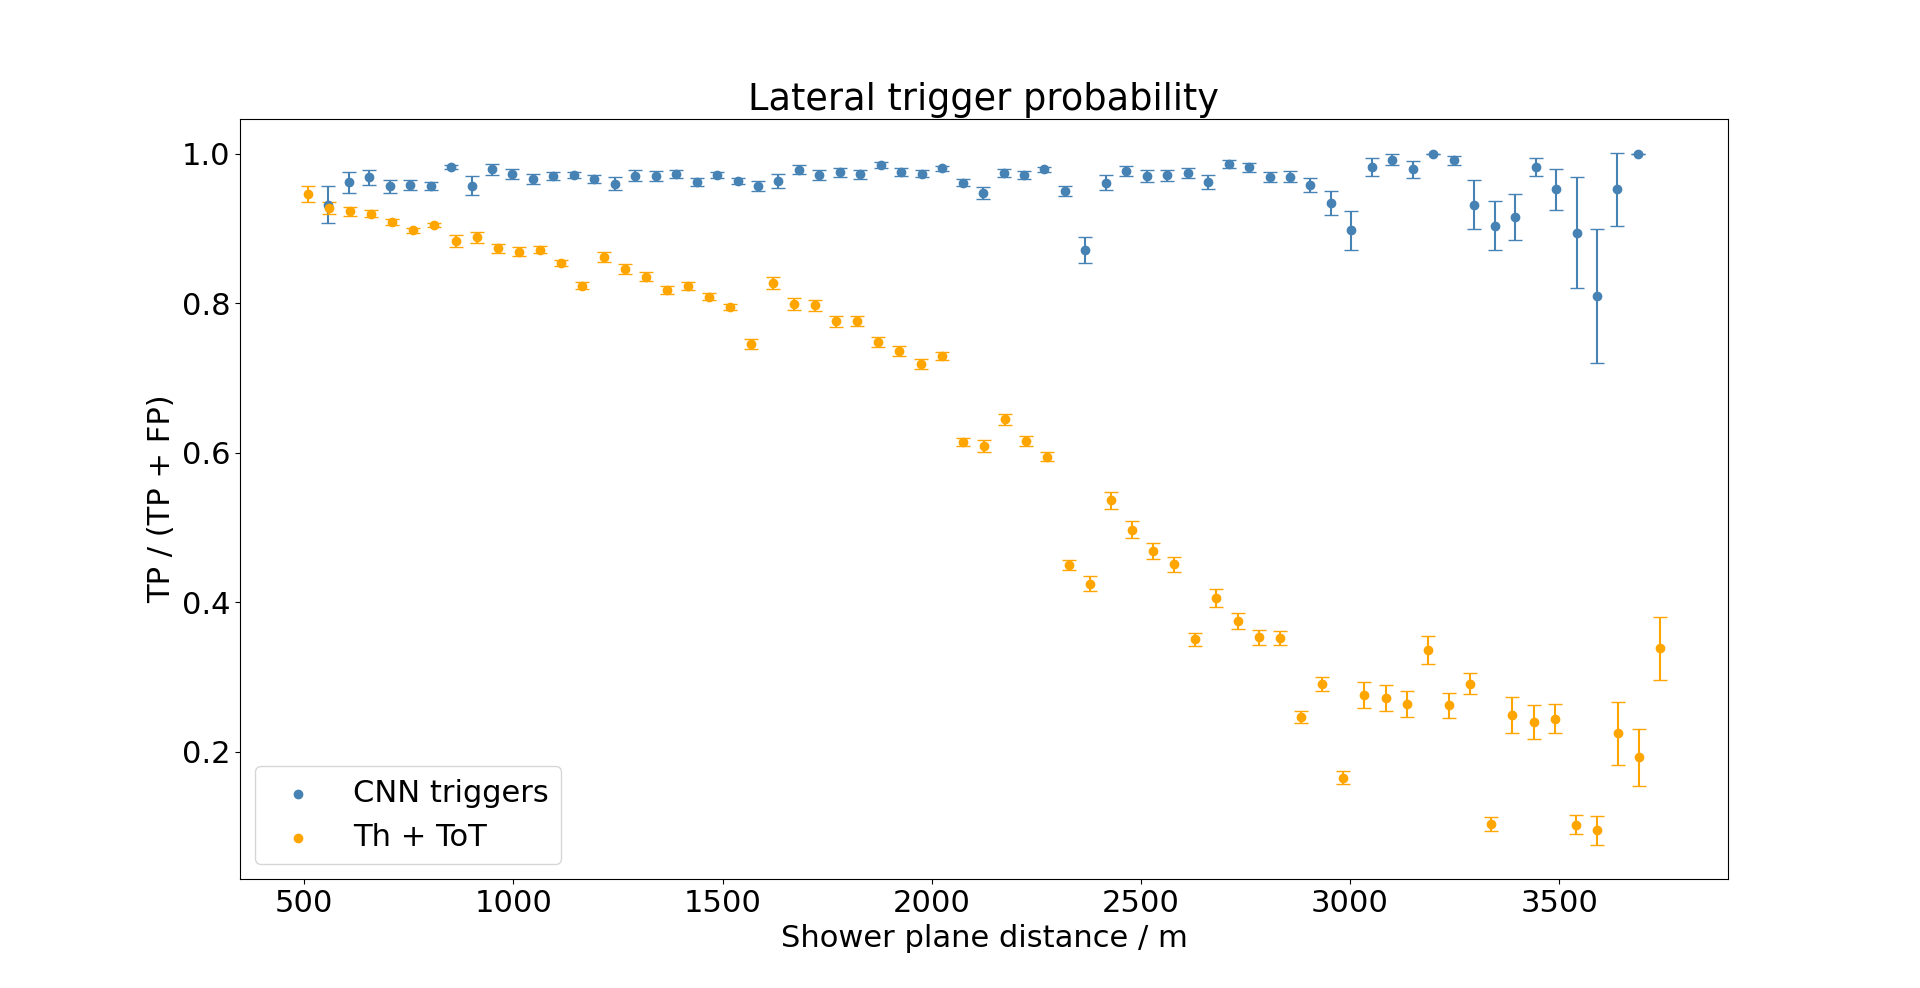 Lateral trigger probability
TP / (TP + FP)
1.0
0.8
0.6
0.4
0.2
CNN triggers
Th + ToT
500 1000 1500 2000 2500 3000 3500
Shower plane distance / m